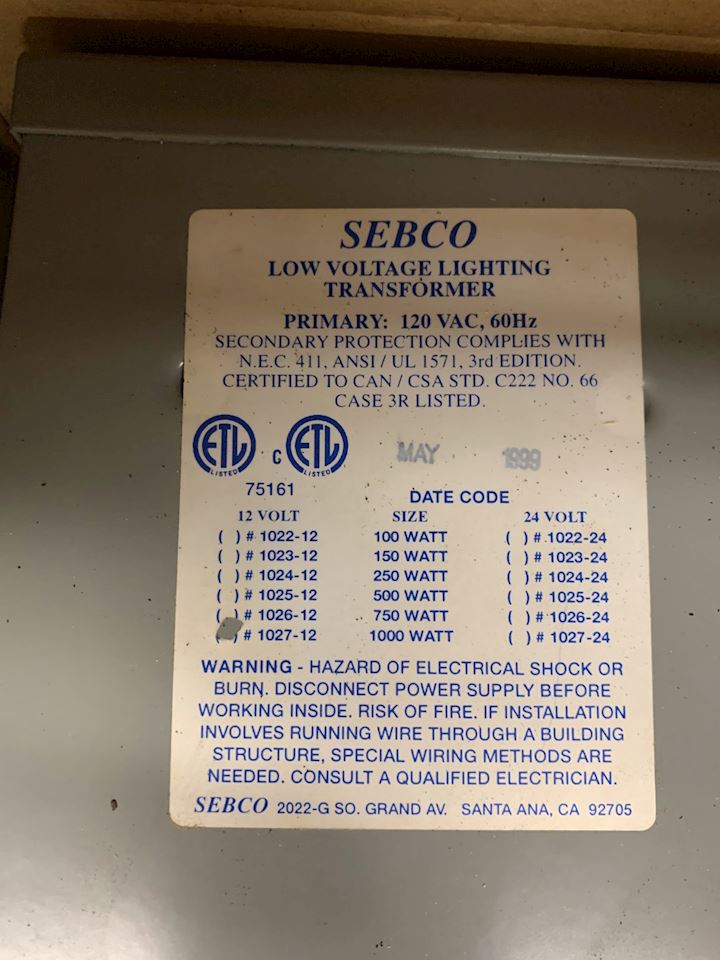 SEBCO
LOW VOLTAGE LIGHTING
TRANSFORMER
PRIMARY: 120 VAC, 60Hz
SECONDARY PROTECTION COMPLIES WITH
N.E.C. 411, ANSI / UL 1571, 3rd EDITION.
CERTIFIED TO CAN / CSA STD. C222 NO. 66
CASE 3R LISTED.
ETL LISTED C ETL LISTED MAY 1999
75161
DATE CODE
12 VOLT SIZE 24 VOLT
( ) # 1022-12 100 WATT ( ) # 1022-24
( ) # 1023-12 150 WATT ( ) # 1023-24
( ) # 1024-12 250 WATT ( ) # 1024-24
( ) # 1025-12 500 WATT ( ) # 1025-24
( ) # 1026-12 750 WATT ( ) # 1026-24
( ) # 1027-12 1000 WATT ( ) # 1027-24
WARNING - HAZARD OF ELECTRICAL SHOCK OR
BURN. DISCONNECT POWER SUPPLY BEFORE
WORKING INSIDE. RISK OF FIRE. IF INSTALLATION
INVOLVES RUNNING WIRE THROUGH A BUILDING
STRUCTURE, SPECIAL WIRING METHODS ARE
NEEDED. CONSULT A QUALIFIED ELECTRICIAN.
SEBCO 2022-G SO. GRAND AV. SANTA ANA, CA 92705